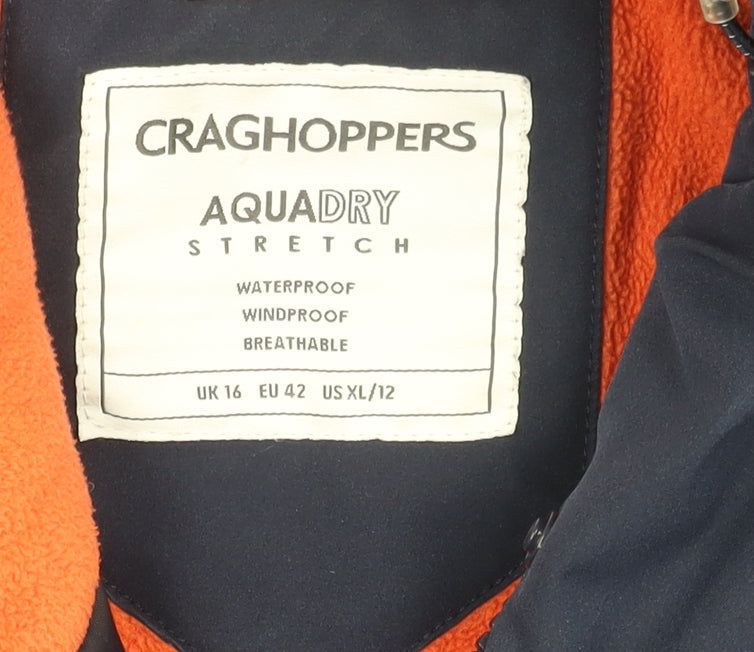 CRAGHOPPERS
AQUADRY
STRETCH
WATERPROOF
WINDPROOF
BREATHABLE
UK 16 EU 42 US XL/12